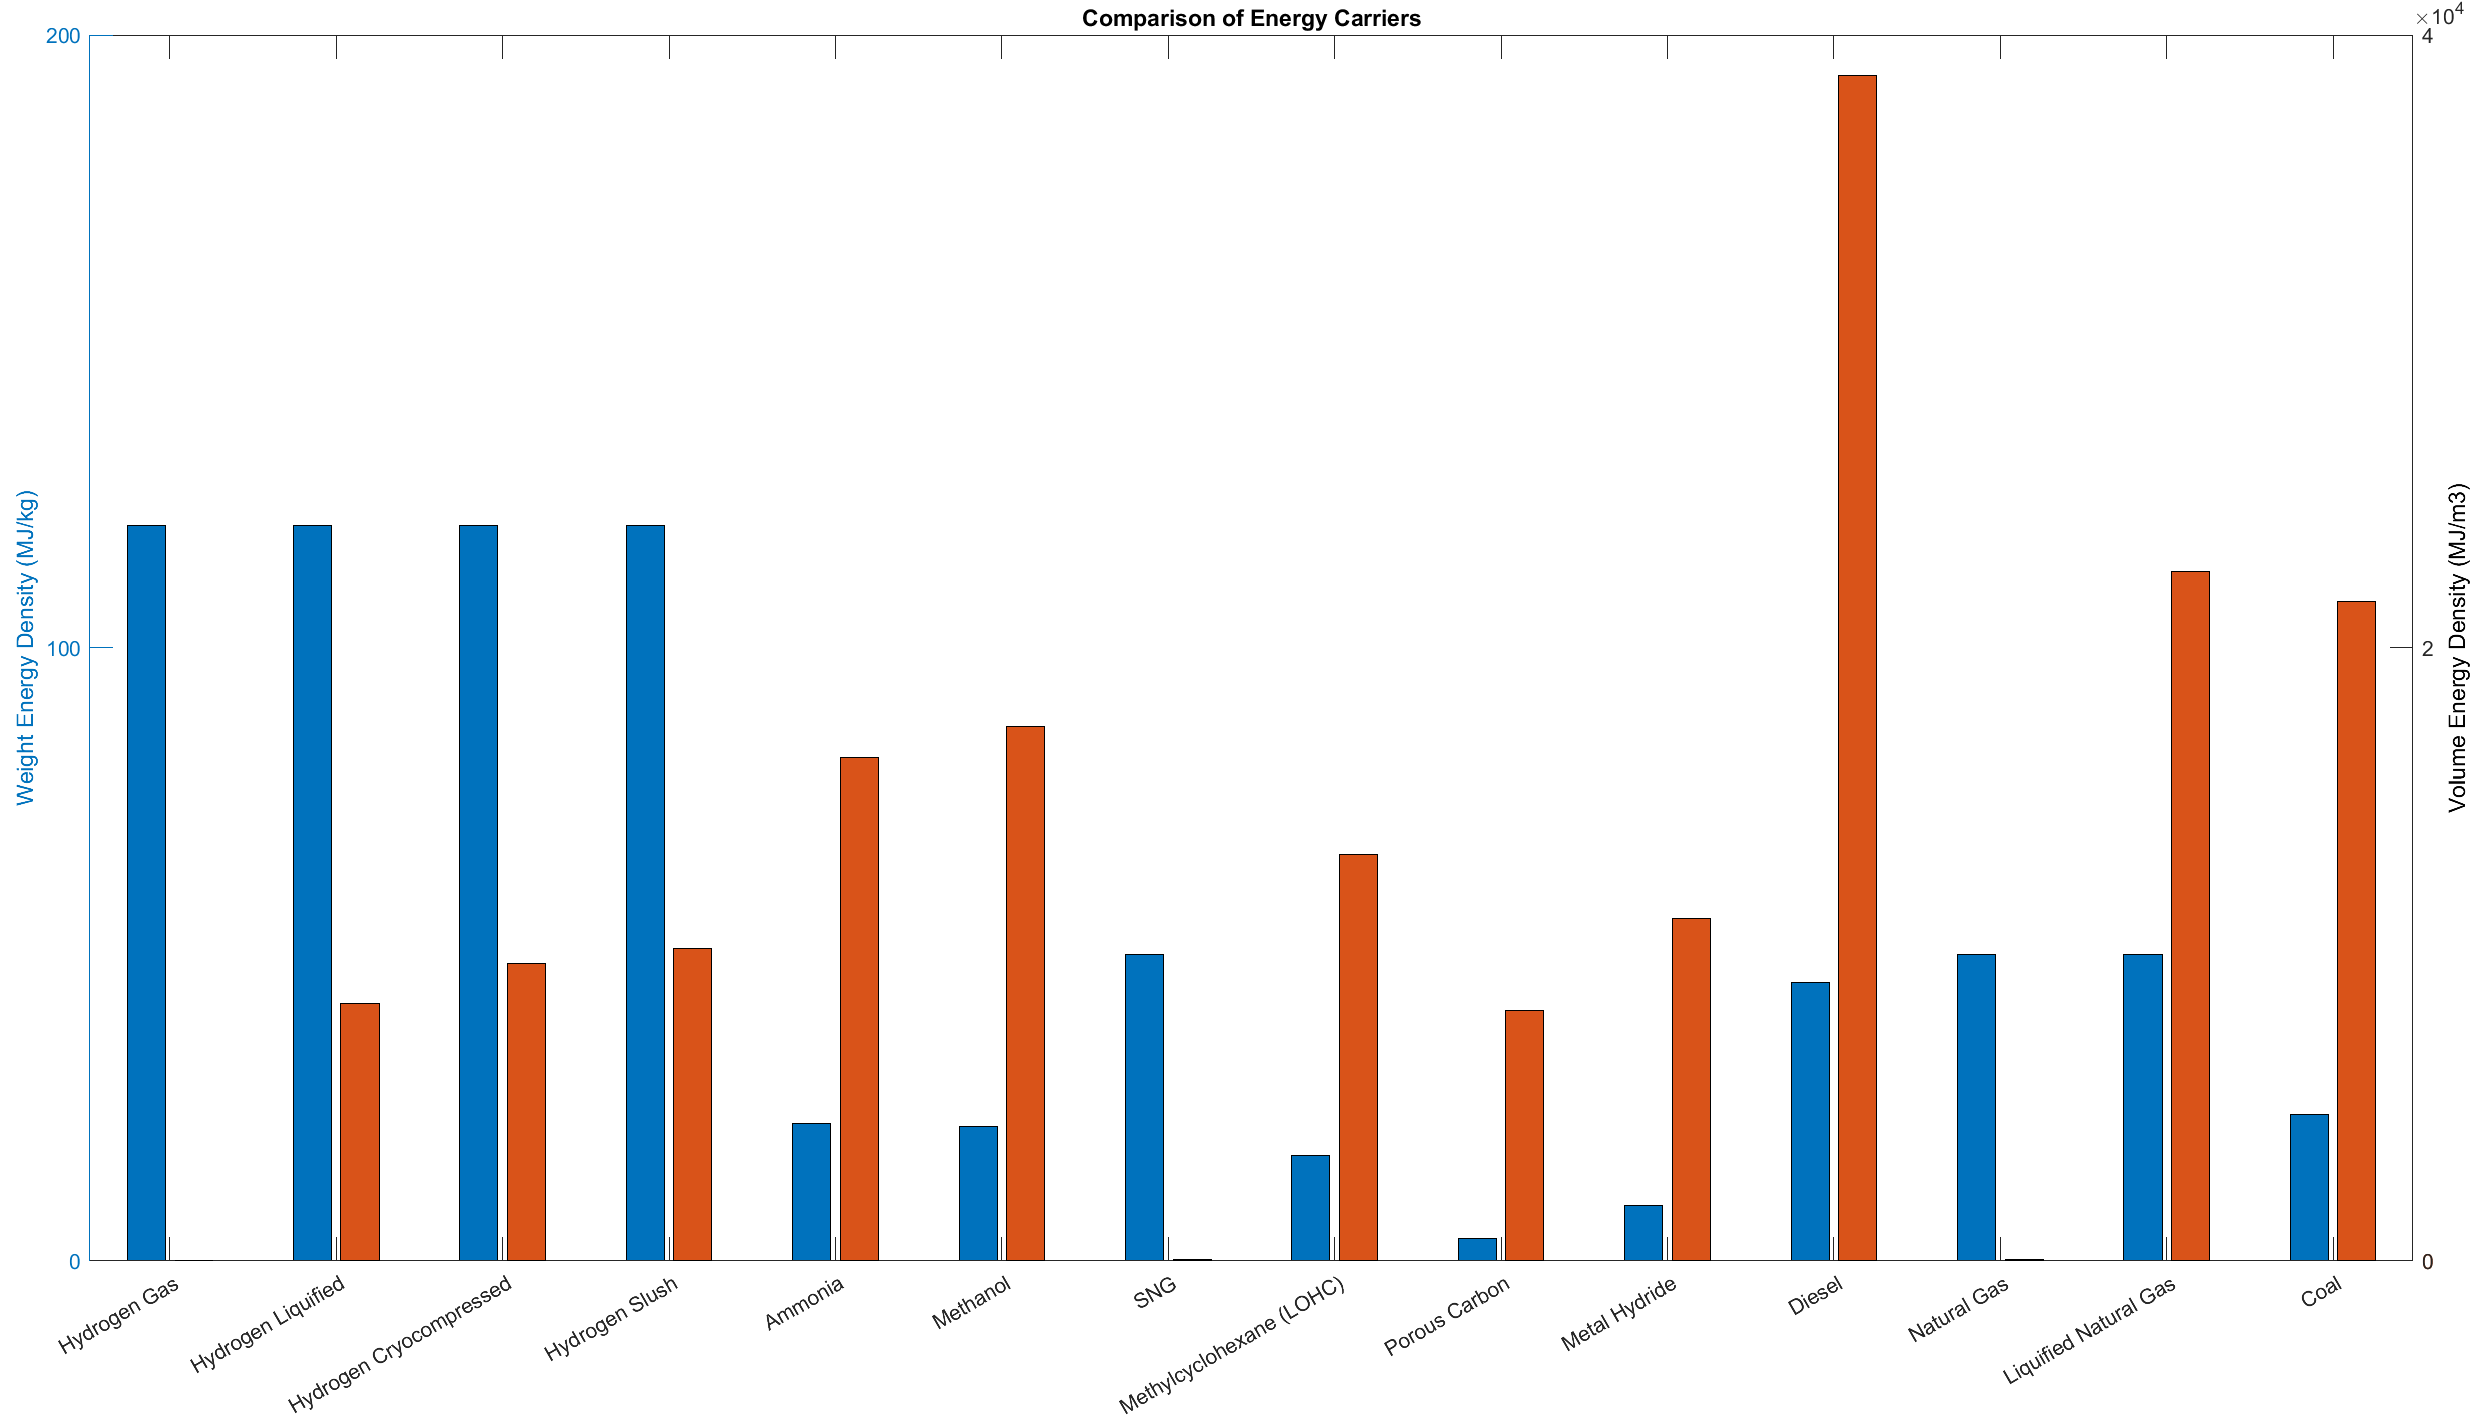 Comparison of Energy Carriers
×10⁴
Weight Energy Density (MJ/kg)
200
100
0
Volume Energy Density (MJ/m3)
4
2
0
Hydrogen Gas
Hydrogen Liquified
Hydrogen Cryocompressed
Hydrogen Slush
Ammonia
Methanol
SNG
Methylcyclohexane (LOHC)
Porous Carbon
Metal Hydride
Diesel
Natural Gas
Liquified Natural Gas
Coal